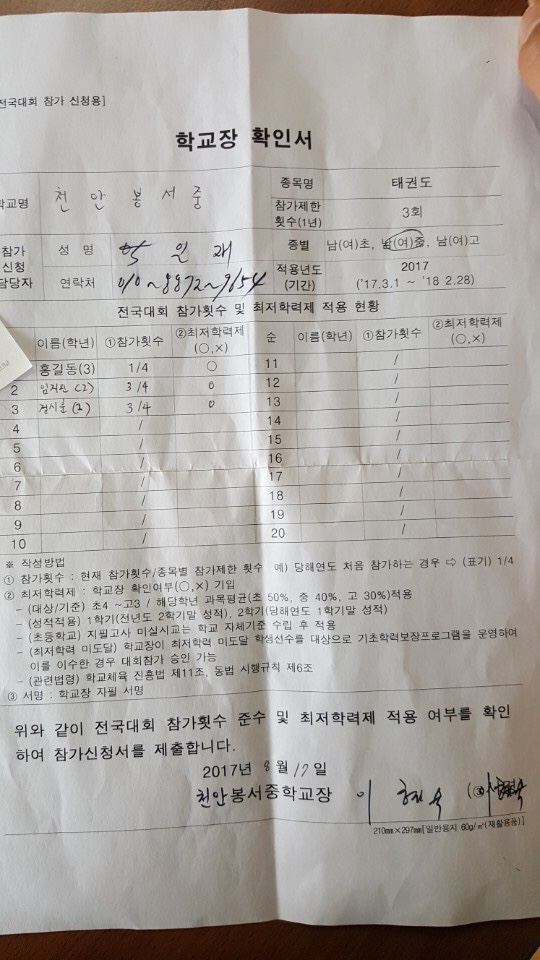 전국대회 참가 신청용]
학교장 확인서
학교명 천안봉서중 종목명 태권도
참가제한 횟수(1년) 3회
참가 신청 담당자 성 명 일 재 종별 남(여)초, 남(여)중, 남(여)고
연락처 010~8872~9654 적용년도 (기간) 2017 ('17.3.1 ~ '18 2.28)
전국대회 참가횟수 및 최저학력제 적용 현황
이름(학년) ①참가횟수 ②최저학력제 (○,×) 순 이름(학년) ①참가횟수 ②최저학력제 (○,×)
홍길동(3) 1/4 ○ 11 /
2 (2) 3/4 0 12 /
3 (2) 3/4 0 13 /
4 / 14 /
5 / 15 /
6 / 16 /
7 / 17 /
8 / 18 /
9 / 19 /
10 / 20 /
※ 작성방법
① 참가횟수 : 현재 참가횟수/종목별 참가제한 횟수 예) 당해연도 처음 참가하는 경우 ⇨ (표기) 1/4
② 최저학력제 : 학교장 확인여부(○,×) 기입
- (대상/기준) 초4 ~고3 / 해당학년 과목평균(초 50%, 중 40%, 고 30%)적용
- (성적적용) 1학기(전년도 2학기말 성적), 2학기(당해연도 1학기말 성적)
- (초등학교) 지필고사 미실시교는 학교 자체기준 수립 후 적용
- (최저학력 미도달) 학교장이 최저학력 미도달 학생선수를 대상으로 기초학력보장프로그램을 운영하여
이를 이수한 경우 대회참가 승인 가능
- (관련법령) 학교체육 진흥법 제11조, 동법 시행규칙 제6조
③ 서명 : 학교장 자필 서명
위와 같이 전국대회 참가횟수 준수 및 최저학력제 적용 여부를 확인
하여 참가신청서를 제출합니다.
2017년 8월 17일
천안봉서중학교장 이
210㎜×297㎜[일반용지 60g/㎡(재활용품)]